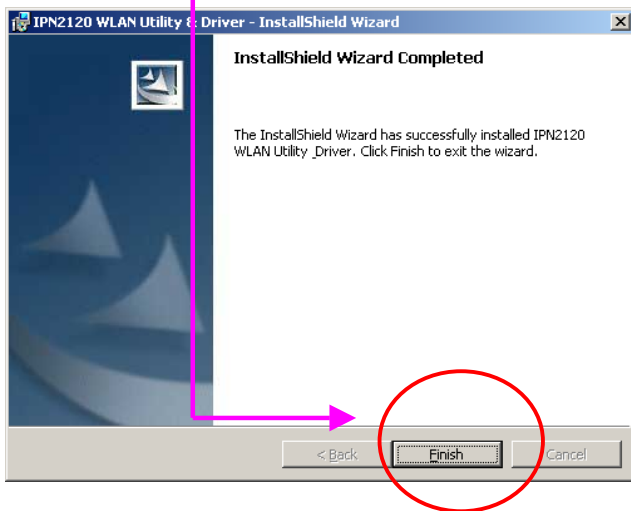 IPN2120 WLAN Utility & Driver - InstallShield Wizard
InstallShield Wizard Completed
The InstallShield Wizard has successfully installed IPN2120
WLAN Utility _Driver. Click Finish to exit the wizard.
< Back Finish Cancel